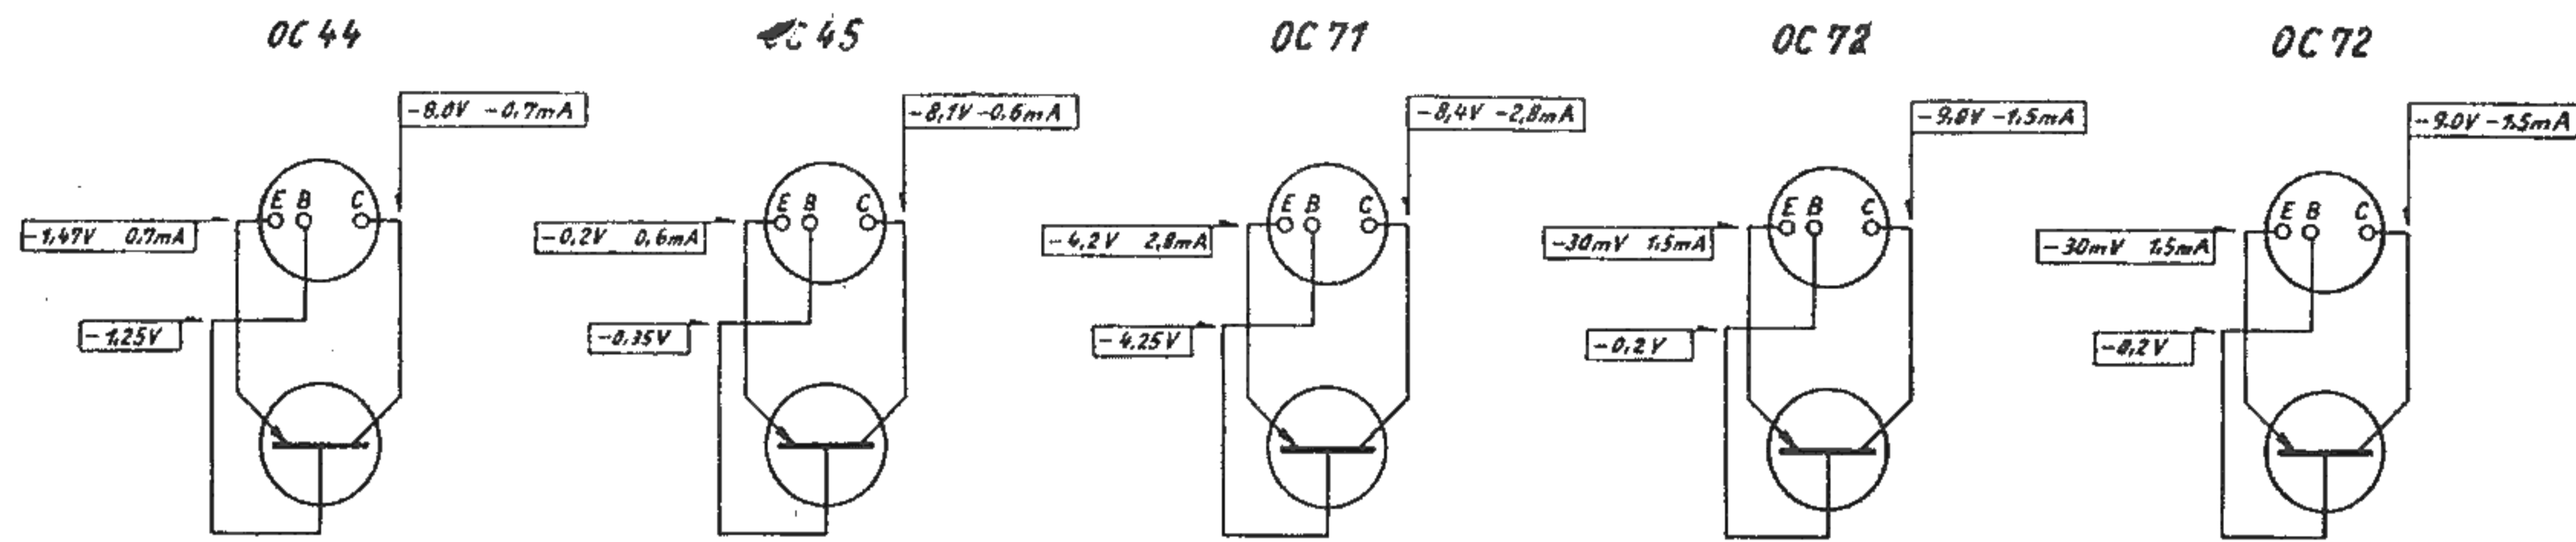 OC 44
OC 45
OC 71
OC 72
OC 72
-8.0V -0,7mA
-8,1V -0,6mA
-8,4V -2,8mA
-9.0V -1.5mA
-9.0V -1.5mA
E B C
E B C
E B C
E B C
E B C
-1,47V 0.7mA
-0,2V 0,6mA
-4,2V 2,8mA
-30mV 1,5mA
-30mV 1,5mA
-1,25V
-0,35V
-4,25V
-0,2V
-0,2V